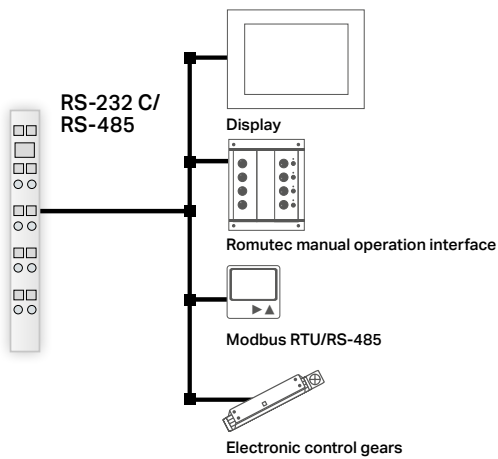 RS-232 C/
RS-485
Display
Romutec manual operation interface
Modbus RTU/RS-485
Electronic control gears